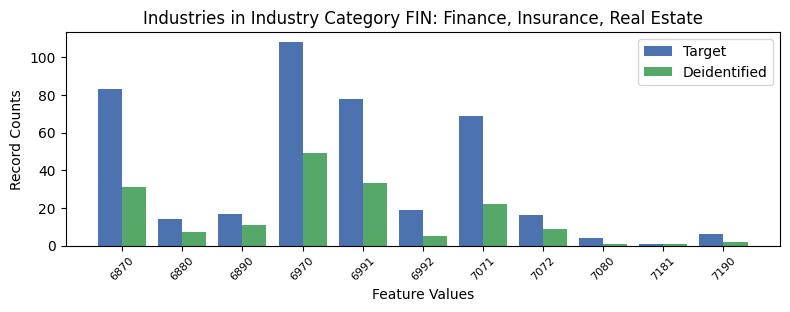 Industries in Industry Category FIN: Finance, Insurance, Real Estate
Target
Deidentified
Record Counts
100
80
60
40
20
0
6870 6880 6890 6970 6991 6992 7071 7072 7080 7181 7190
Feature Values